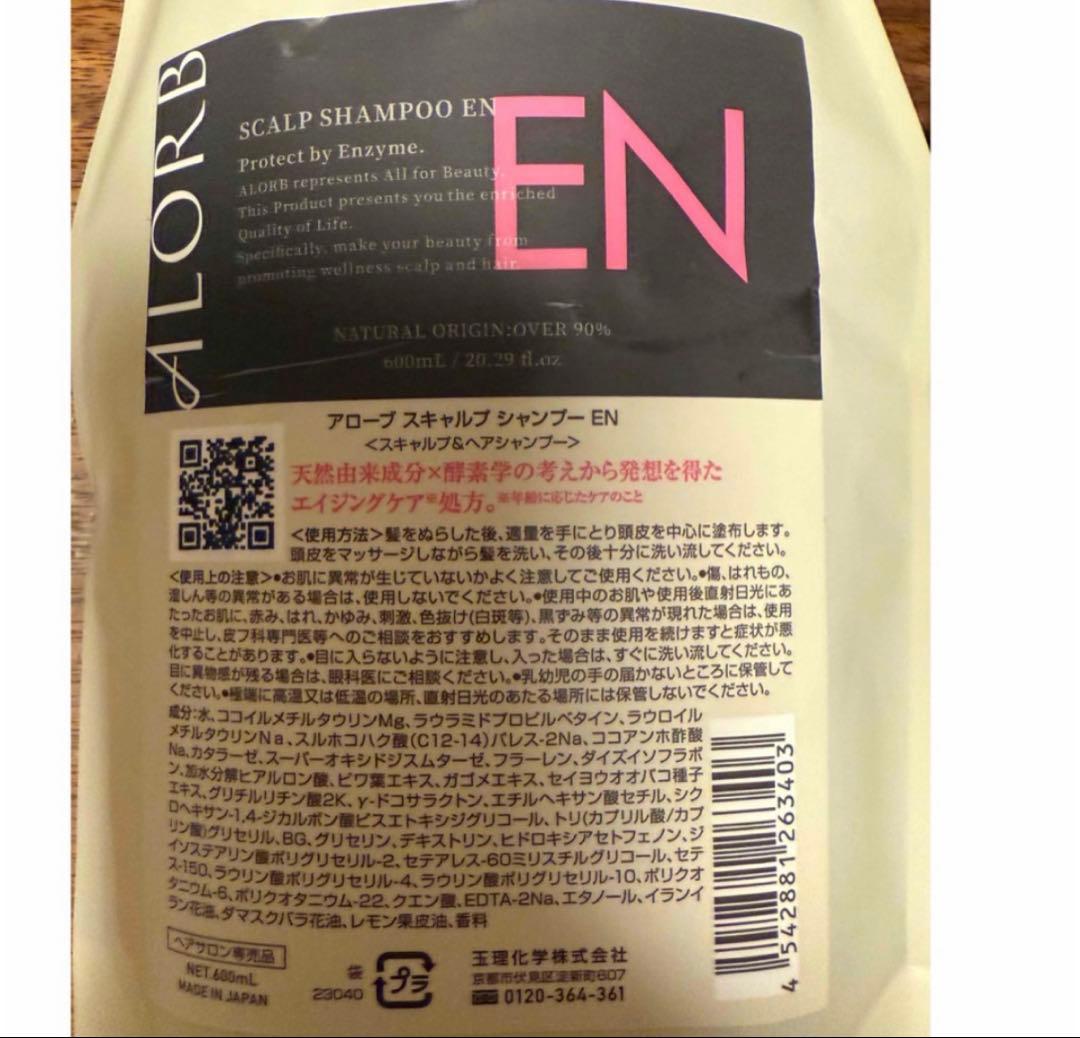 ALORB
SCALP SHAMPOO EN
EN
Protect by Enzyme.
ALORB represents All for Beauty.
This Product presents you the enriched
Quality of Life.
Specifically, make your beauty from
promoting wellness scalp and hair.
NATURAL ORIGIN:OVER 90%
600mL / 20.29 fl.oz
アローブ スキャルプ シャンプー EN
<スキャルプ&ヘアシャンプー>
天然由来成分×酵素学の考えから発想を得た
エイジングケア※処方。※年齢に応じたケアのこと
<使用方法>髪をぬらした後、適量を手にとり頭皮を中心に塗布します。
頭皮をマッサージしながら髪を洗い、その後十分に洗い流してください。
<使用上の注意>●お肌に異常が生じていないかよく注意してご使用ください。●傷、はれもの、
湿しん等の異常がある場合は、使用しないでください。●使用中のお肌や使用後直射日光にあ
たったお肌に、赤み、はれ、かゆみ、刺激、色抜け(白斑等)、黒ずみ等の異常が現れた場合は、使用
を中止し、皮フ科専門医等へのご相談をおすすめします。そのまま使用を続けますと症状が悪
化することがあります。●目に入らないように注意し、入った場合は、すぐに洗い流してください。
目に異物感が残る場合は、眼科医にご相談ください。●乳幼児の手の届かないところに保管して
ください。●極端に高温又は低温の場所、直射日光のあたる場所には保管しないでください。
成分:水、ココイルメチルタウリンMg、ラウラミドプロピルベタイン、ラウロイル
メチルタウリンNa、スルホコハク酸(C12-14)パレス-2Na、ココアンホ酢酸
Na、カタラーゼ、スーパーオキシドジスムターゼ、フラーレン、ダイズイソフラボ
ン、加水分解ヒアルロン酸、ビワ葉エキス、ガゴメエキス、セイヨウオオバコ種子
エキス、グリチルリチン酸2K、γ-ドコサラクトン、エチルヘキサン酸セチル、シク
ロヘキサン-1,4-ジカルボン酸ビスエトキシジグリコール、トリ(カプリル酸/カプ
リン酸)グリセリル、BG、グリセリン、デキストリン、ヒドロキシアセトフェノン、ジ
イソステアリン酸ポリグリセリル-2、セテアレス-60ミリスチルグリコール、セテ
ス-150、ラウリン酸ポリグリセリル-4、ラウリン酸ポリグリセリル-10、ポリクオ
タニウム-6、ポリクオタニウム-22、クエン酸、EDTA-2Na、エタノール、イランイ
ラン花油、ダマスクバラ花油、レモン果皮油、香料
ヘアサロン専売品
NET.600mL
MADE IN JAPAN
袋
23040
プラ
玉理化学株式会社
京都市伏見区淀新町607
0120-364-361
4 542881 263403